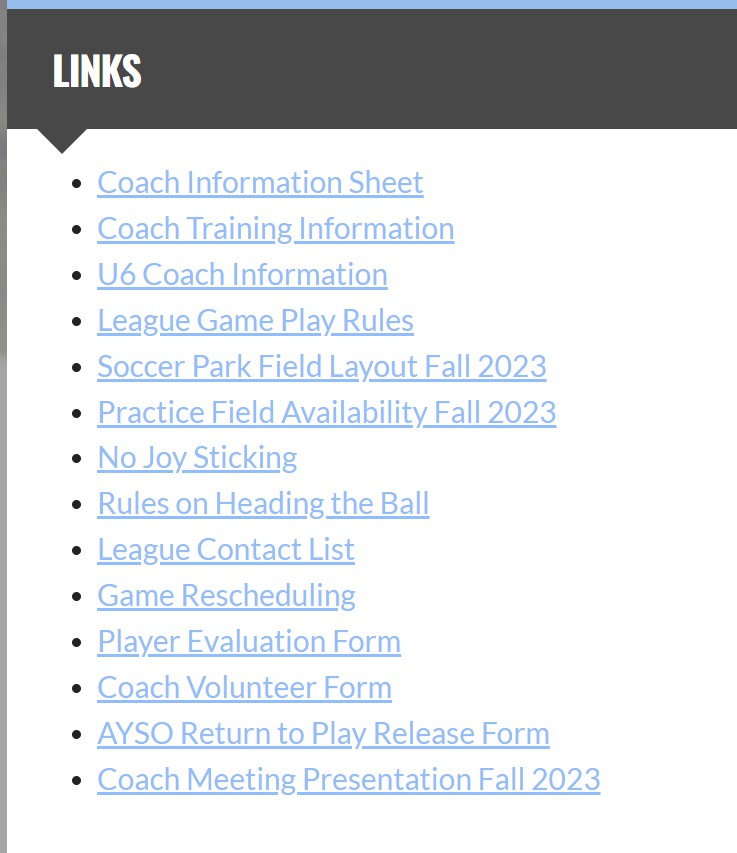 LINKS
Coach Information Sheet
Coach Training Information
U6 Coach Information
League Game Play Rules
Soccer Park Field Layout Fall 2023
Practice Field Availability Fall 2023
No Joy Sticking
Rules on Heading the Ball
League Contact List
Game Rescheduling
Player Evaluation Form
Coach Volunteer Form
AYSO Return to Play Release Form
Coach Meeting Presentation Fall 2023